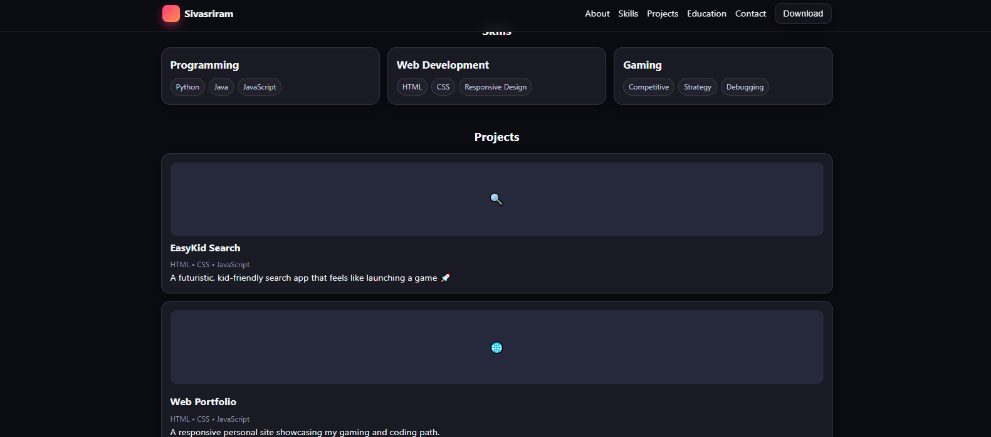 Sivasriram About Skills Projects Education Contact Download
Skills
Programming Web Development Gaming
Python Java JavaScript HTML CSS Responsive Design Competitive Strategy Debugging
Projects
EasyKid Search
HTML • CSS • JavaScript
A futuristic, kid-friendly search app that feels like launching a game 🚀
Web Portfolio
HTML • CSS • JavaScript
A responsive personal site showcasing my gaming and coding path.